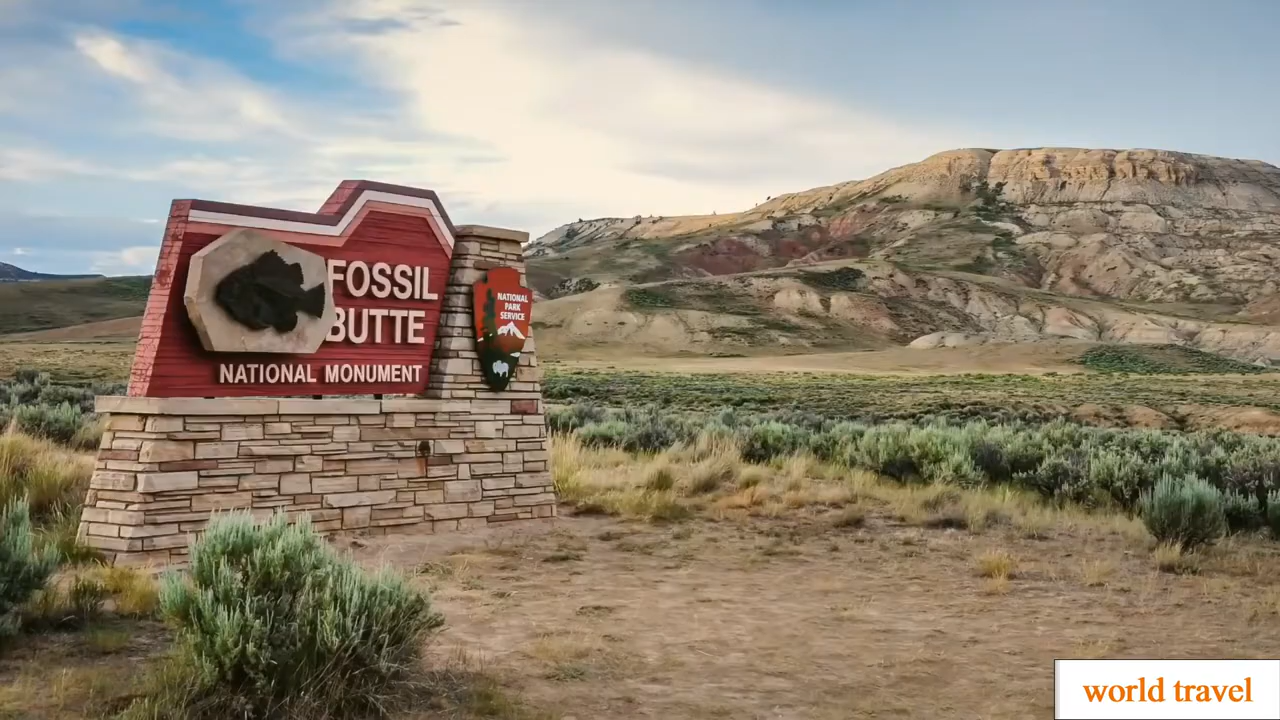 FOSSIL
BUTTE
NATIONAL MONUMENT
NATIONAL
PARK
SERVICE
world travel